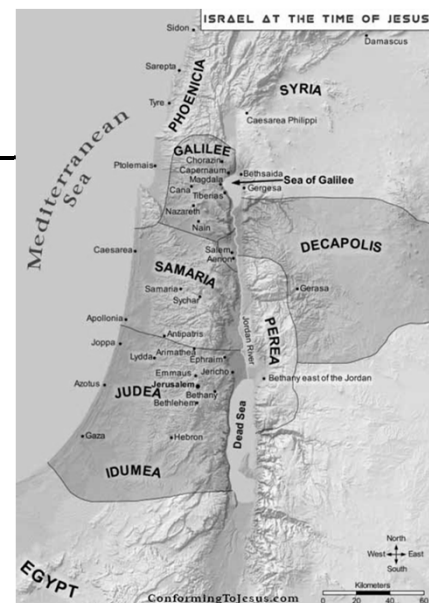 ISRAEL AT THE TIME OF JESUS
Sidon
Damascus
Sarepta
PHOENICIA
SYRIA
Tyre
Caesarea Philippi
Mediterranean
Sea
GALILEE
Chorazin
Ptolemais
Capernaum
Bethsaida
Magdala
Sea of Galilee
Cana
Gergesa
Tiberias
Nazareth
Nain
DECAPOLIS
Caesarea
Salem
Aenon
SAMARIA
Samaria
Gerasa
Sychar
Apollonia
Jordan River
PEREA
Antipatris
Joppa
Arimathea
Lydda
Ephraim
Emmaus
Jericho
Bethany east of the Jordan
Azotus
Jerusalem
JUDEA
Bethany
Bethlehem
Dead Sea
Gaza
Hebron
IDUMEA
North
West
East
South
EGYPT
Kilometers
0 20 40 60
ConformingToJesus.com